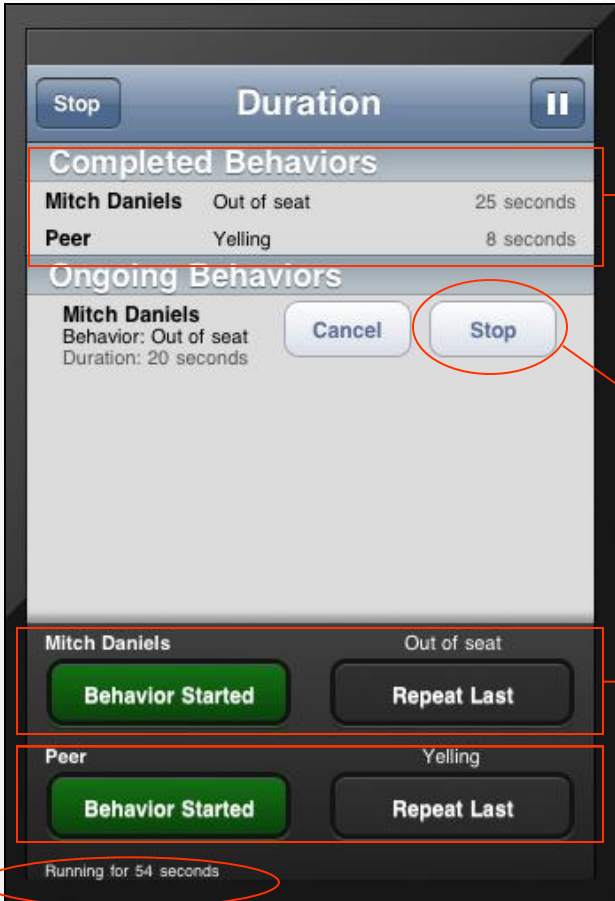 Stop Duration
Completed Behaviors
Mitch Daniels Out of seat 25 seconds
Peer Yelling 8 seconds
Ongoing Behaviors
Mitch Daniels
Behavior: Out of seat
Duration: 20 seconds
Cancel Stop
Mitch Daniels Out of seat
Behavior Started Repeat Last
Peer Yelling
Behavior Started Repeat Last
Running for 54 seconds